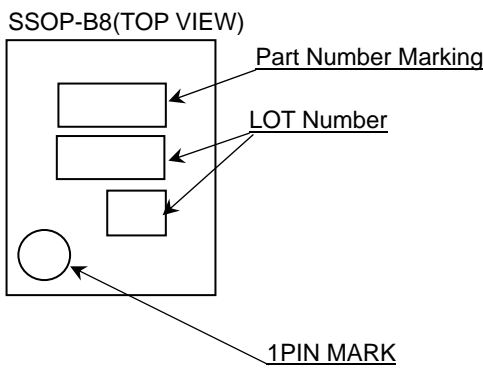 SSOP-B8(TOP VIEW)
Part Number Marking
LOT Number
1PIN MARK